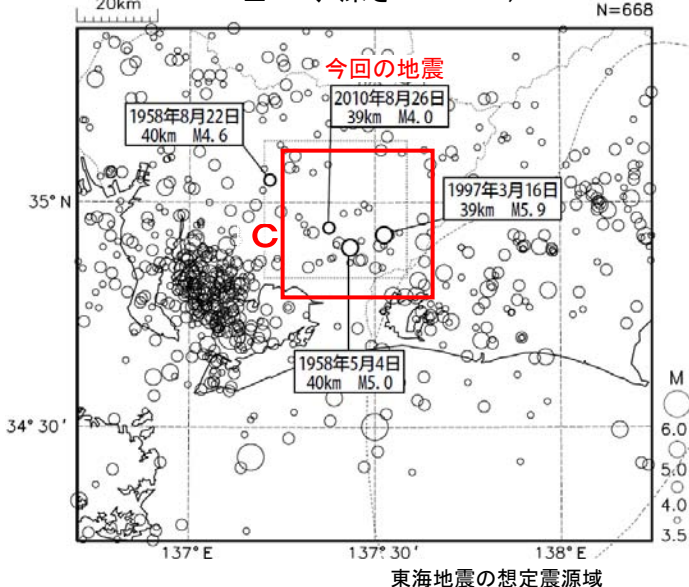 20km
N=668
今回の地震
2010年8月26日
39km M4.0
1958年8月22日
40km M4.6
1997年3月16日
39km M5.9
35°N
C
1958年5月4日
40km M5.0
M
6.0
5.0
4.0
3.5
34°30′
137°E
137.5°E
138°E
東海地震の想定震源域